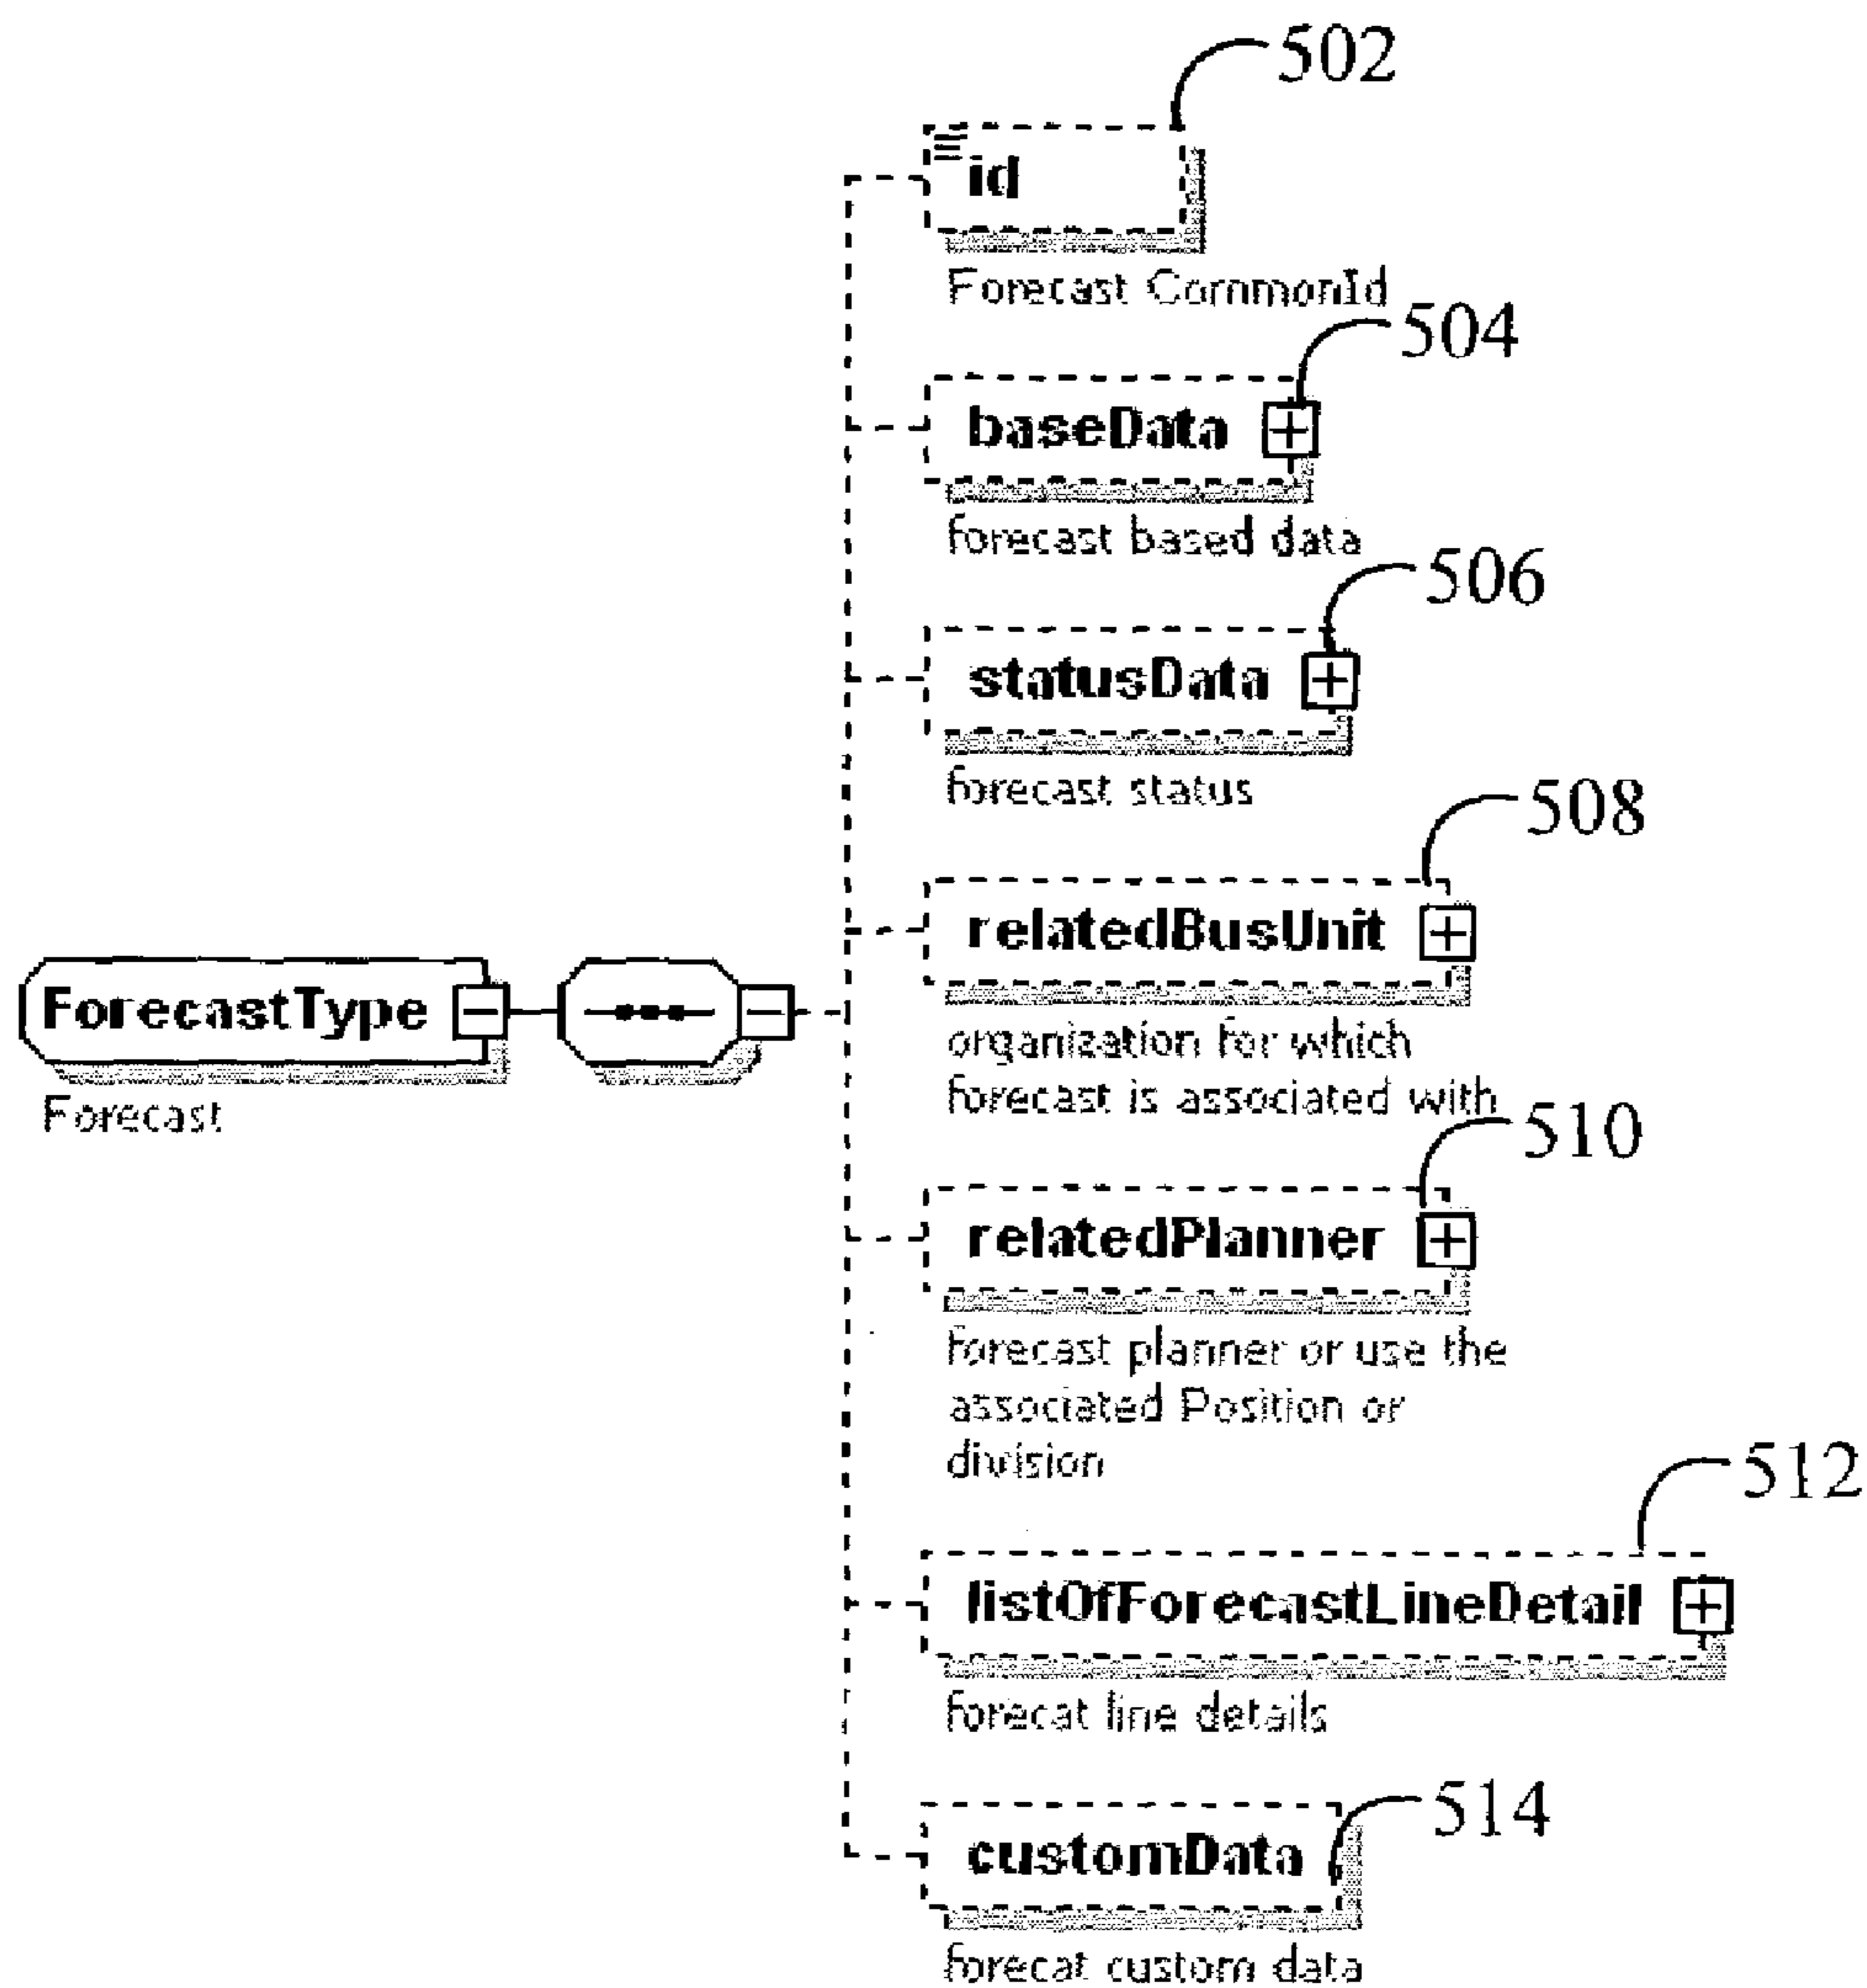 502
id
Forecast CommonId
504
baseData
forecast based data
506
statusData
forecast status
508
relatedBusUnit
organization for which
forecast is associated with
ForecastType
Forecast
510
relatedPlanner
forecast planner or use the
associated Position or
division
512
listOfForecastLineDetail
forecat line details
514
customData
forecat custom data